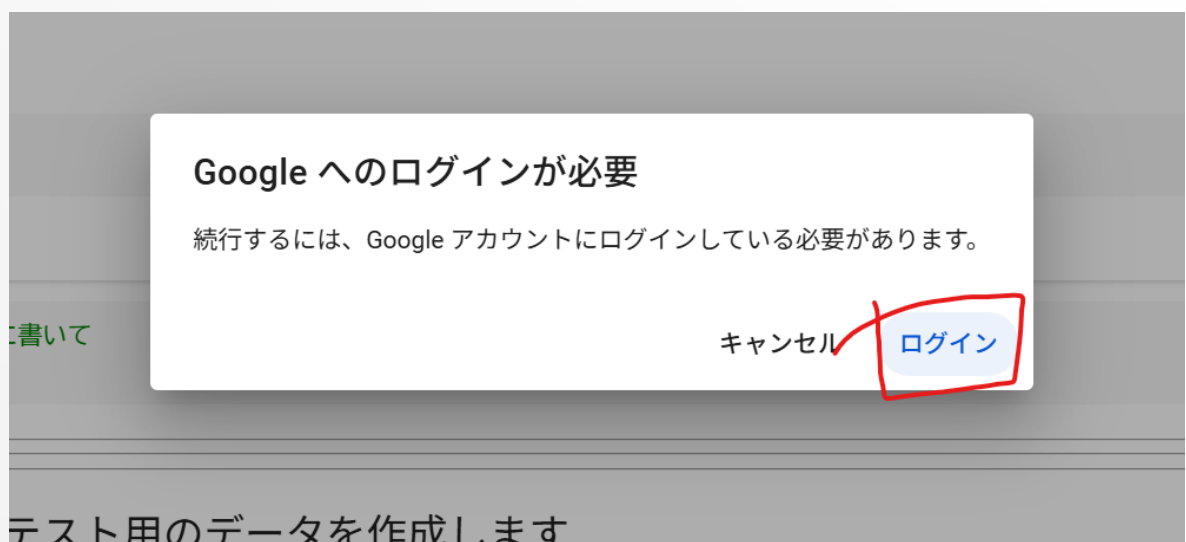 Google へのログインが必要
続行するには、Google アカウントにログインしている必要があります。
に書いて
キャンセル
ログイン
テスト用のデータを作成します